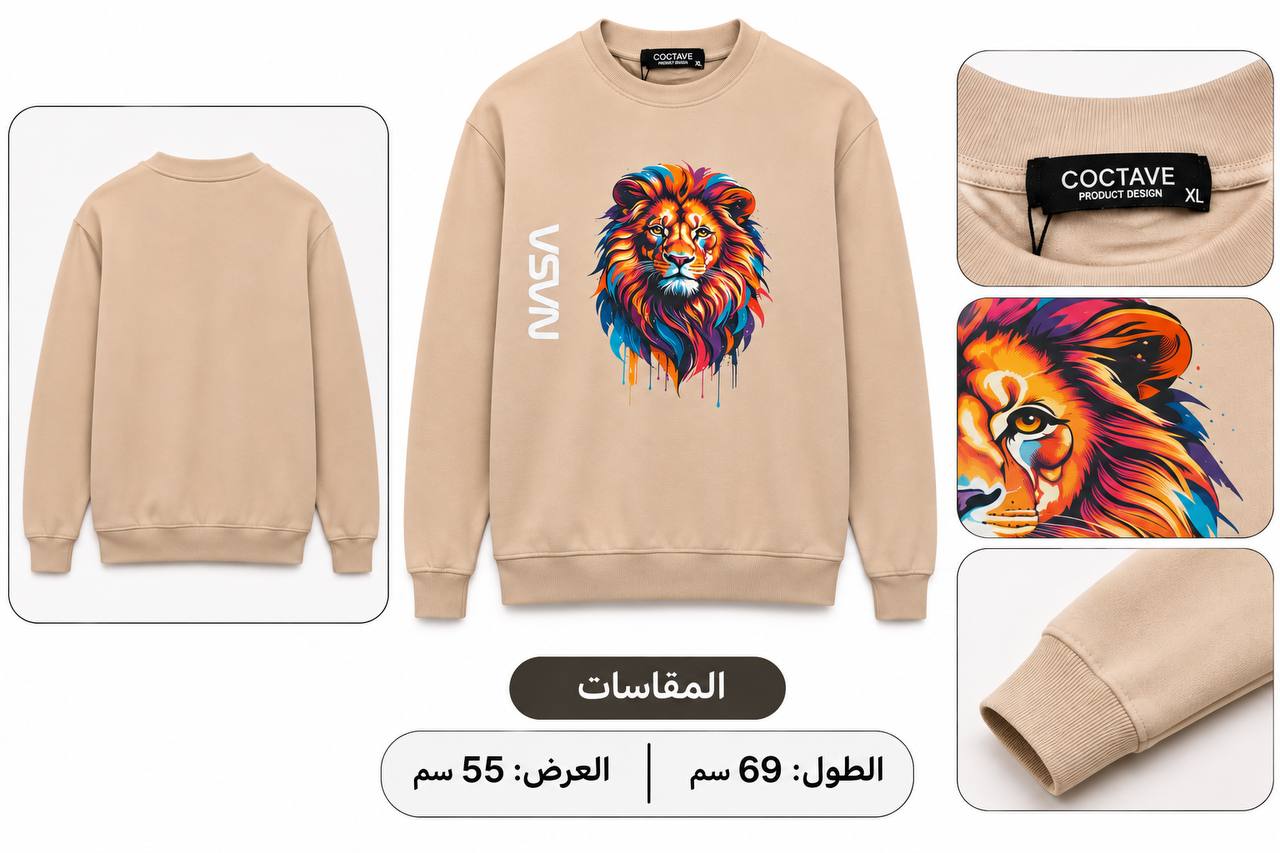 COCTAVE
PRODUCT DESIGN
XL
NASA
COCTAVE
PRODUCT DESIGN
XL
المقاسات
الطول: 69 سم
العرض: 55 سم